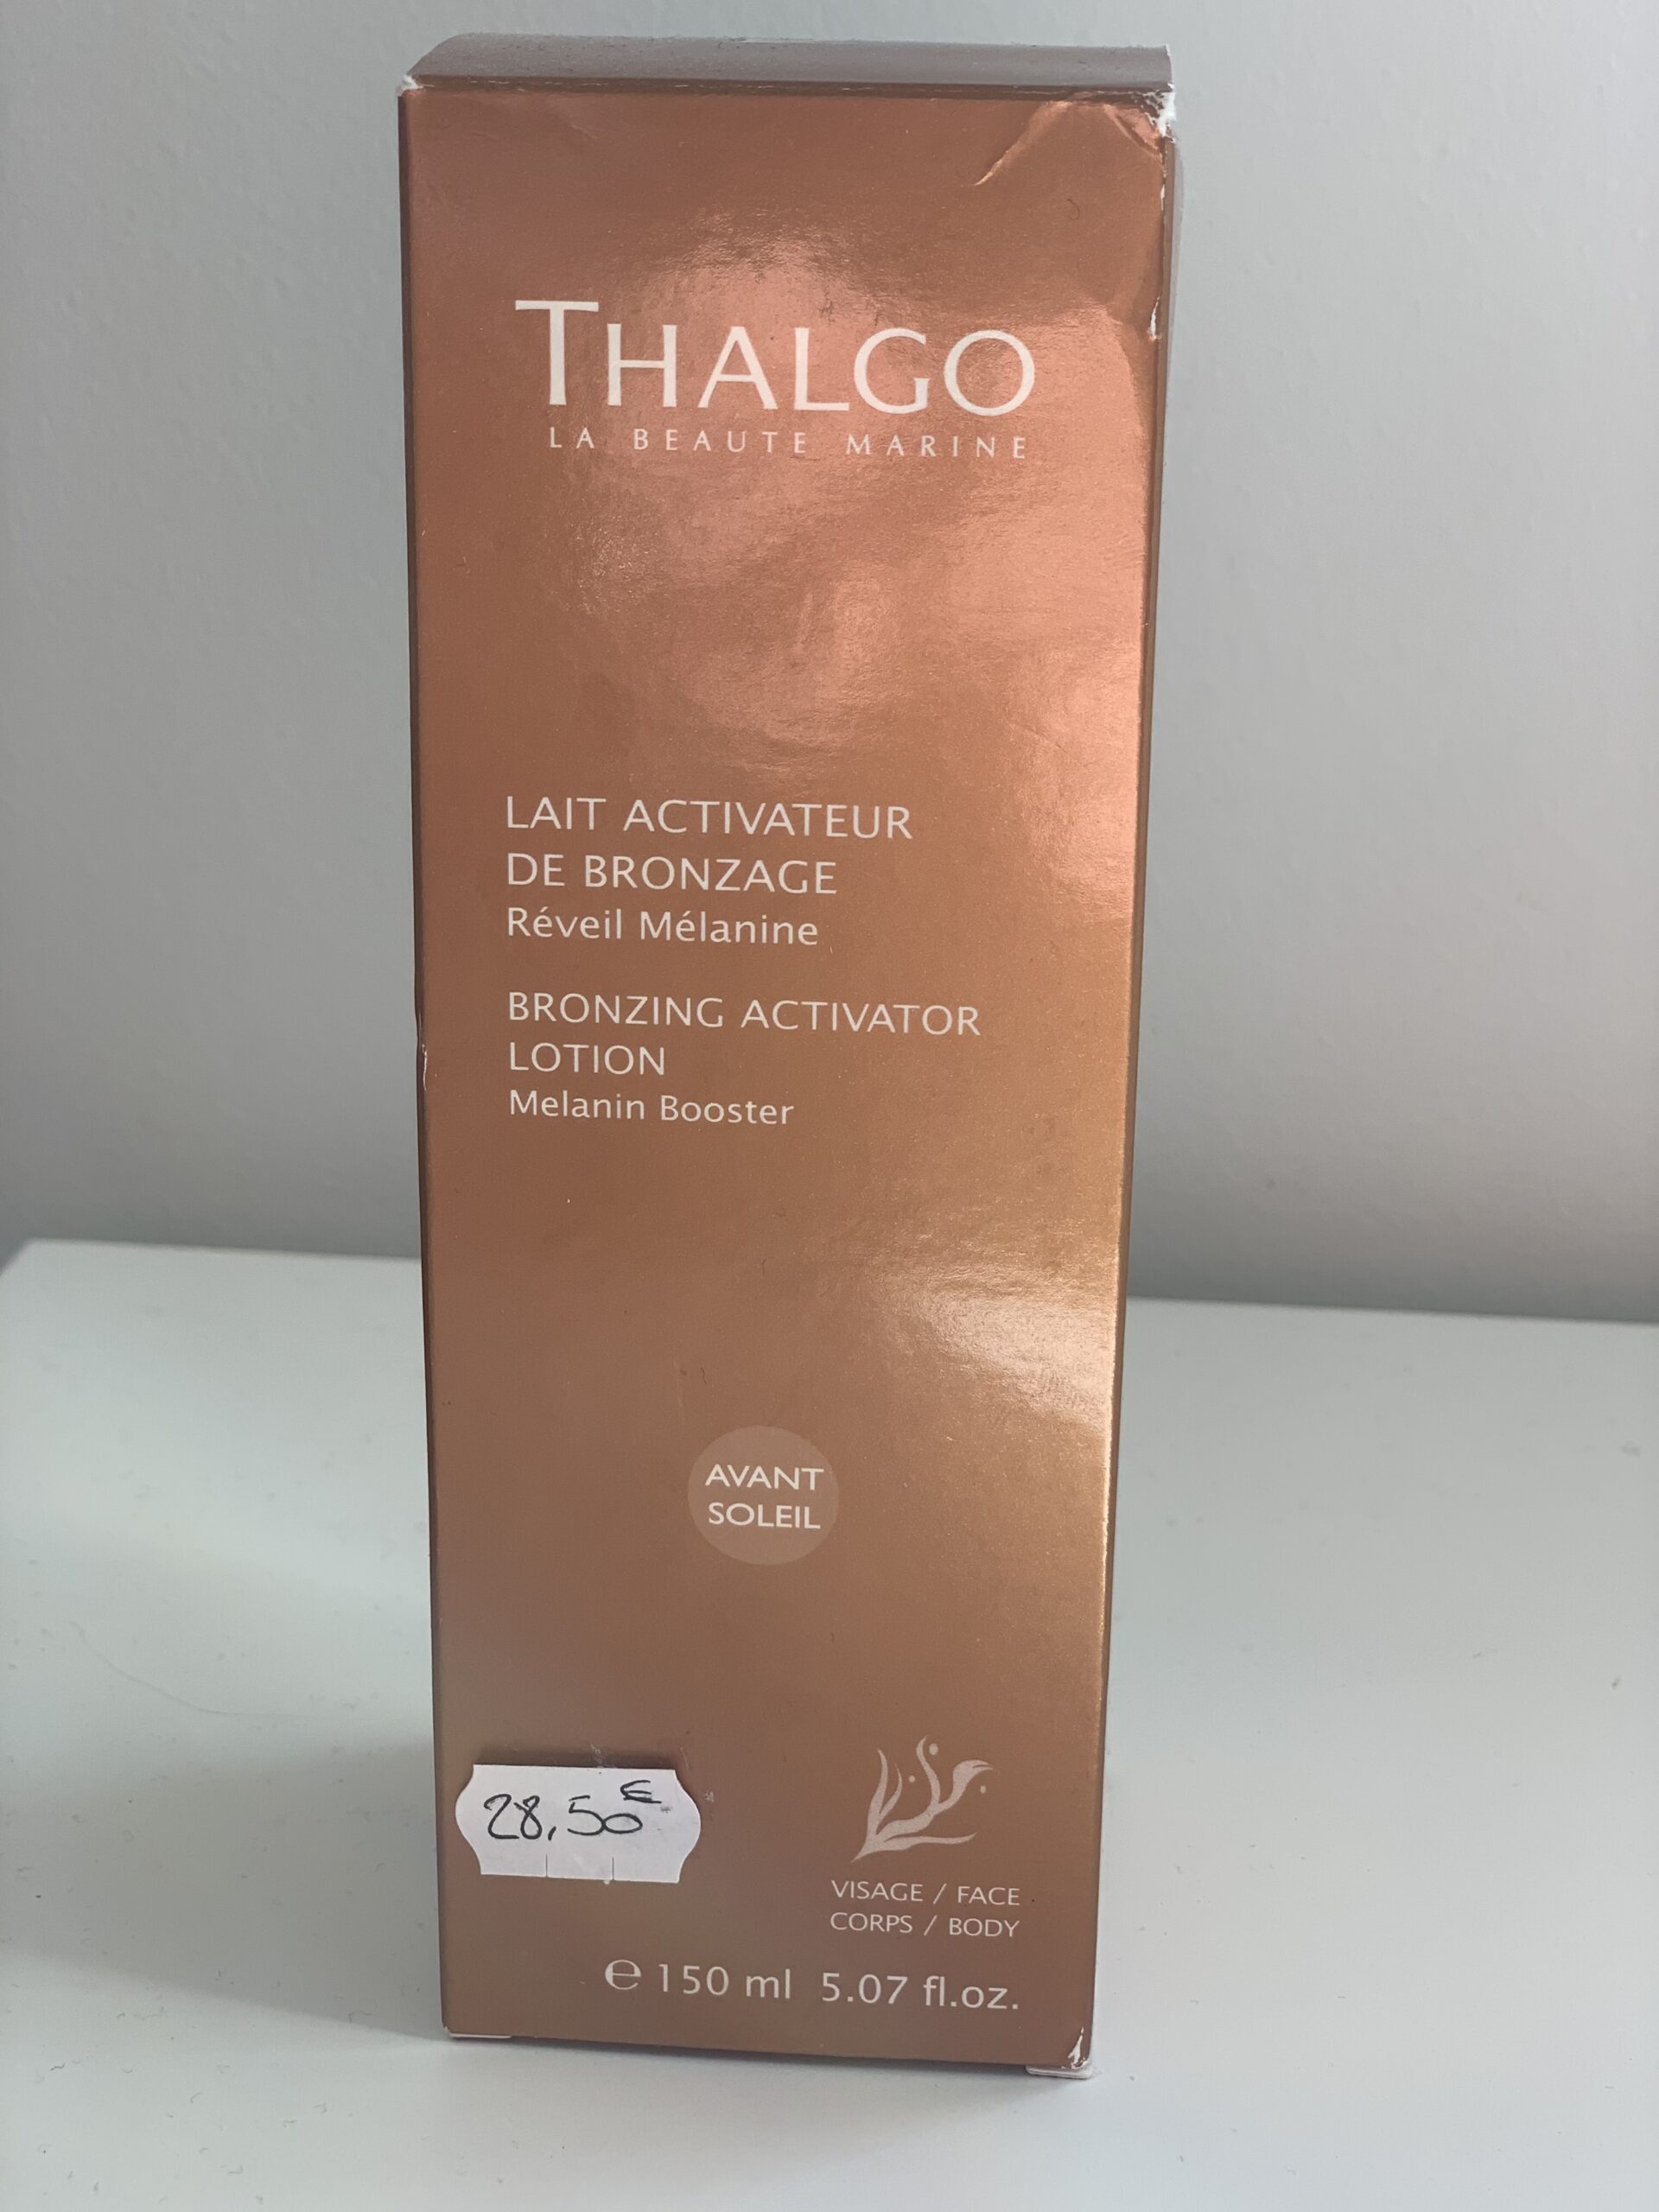 THALGO
LA BEAUTE MARINE
LAIT ACTIVATEUR
DE BRONZAGE
Réveil Mélanine
BRONZING ACTIVATOR
LOTION
Melanin Booster
AVANT
SOLEIL
28,50€
VISAGE / FACE
CORPS / BODY
℮ 150 ml 5.07 fl.oz.